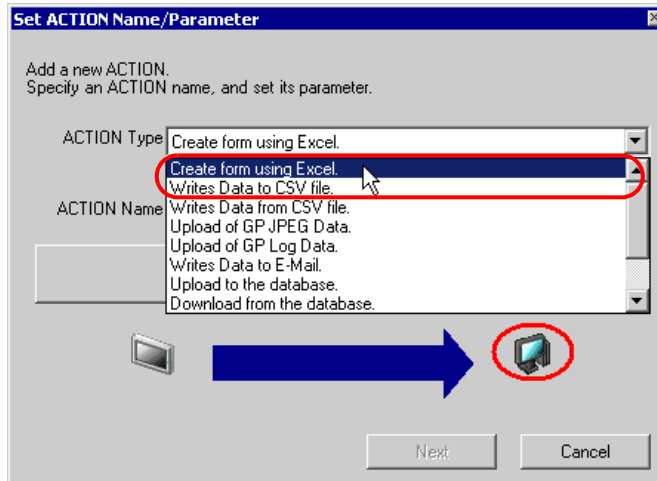 Set ACTION Name/Parameter
Add a new ACTION.
Specify an ACTION name, and set its parameter.
ACTION Type
Create form using Excel.
Create form using Excel.
Writes Data to CSV file.
ACTION Name
Writes Data from CSV file.
Upload of GP JPEG Data.
Upload of GP Log Data.
Writes Data to E-Mail.
Upload to the database.
Download from the database.
Next
Cancel